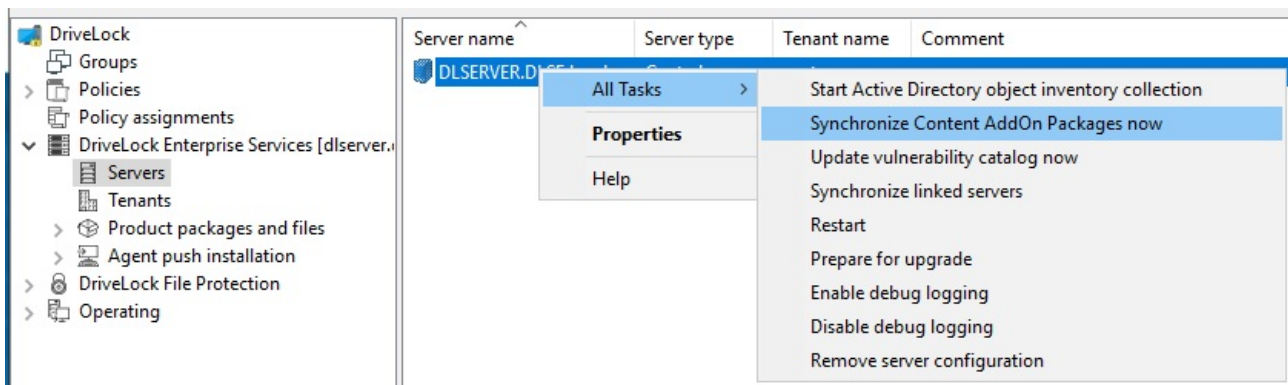 DriveLock
Groups
Policies
Policy assignments
DriveLock Enterprise Services [dlserver.
Servers
Tenants
Product packages and files
Agent push installation
DriveLock File Protection
Operating
Server name Server type Tenant name Comment
DLSERVER.DLSE
All Tasks
Properties
Help
Start Active Directory object inventory collection
Synchronize Content AddOn Packages now
Update vulnerability catalog now
Synchronize linked servers
Restart
Prepare for upgrade
Enable debug logging
Disable debug logging
Remove server configuration